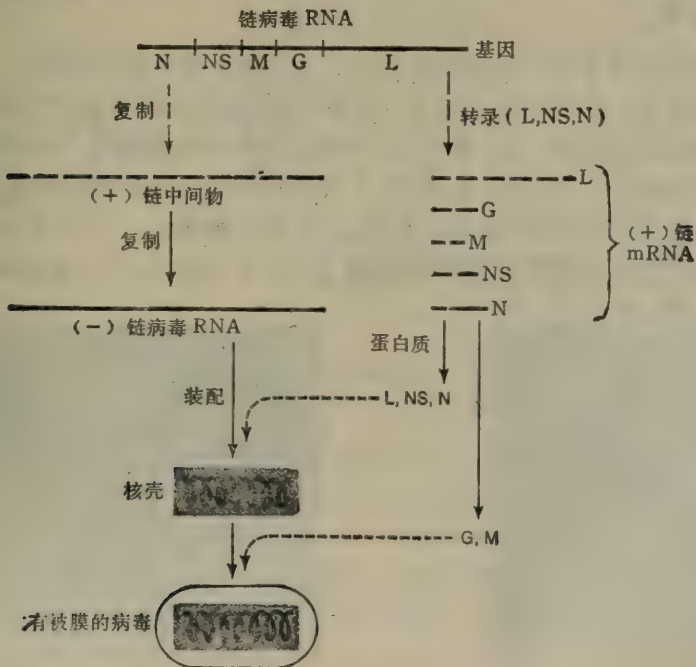 链病毒 RNA
N NS M G L 基因
复制
转录 ( L,NS,N )
L
(+) 链中间物
G
(+) 链
mRNA
复制
M
NS
N
(-) 链病毒 RNA
蛋白质
装配
L, NS, N
核壳
G, M
有被膜的病毒